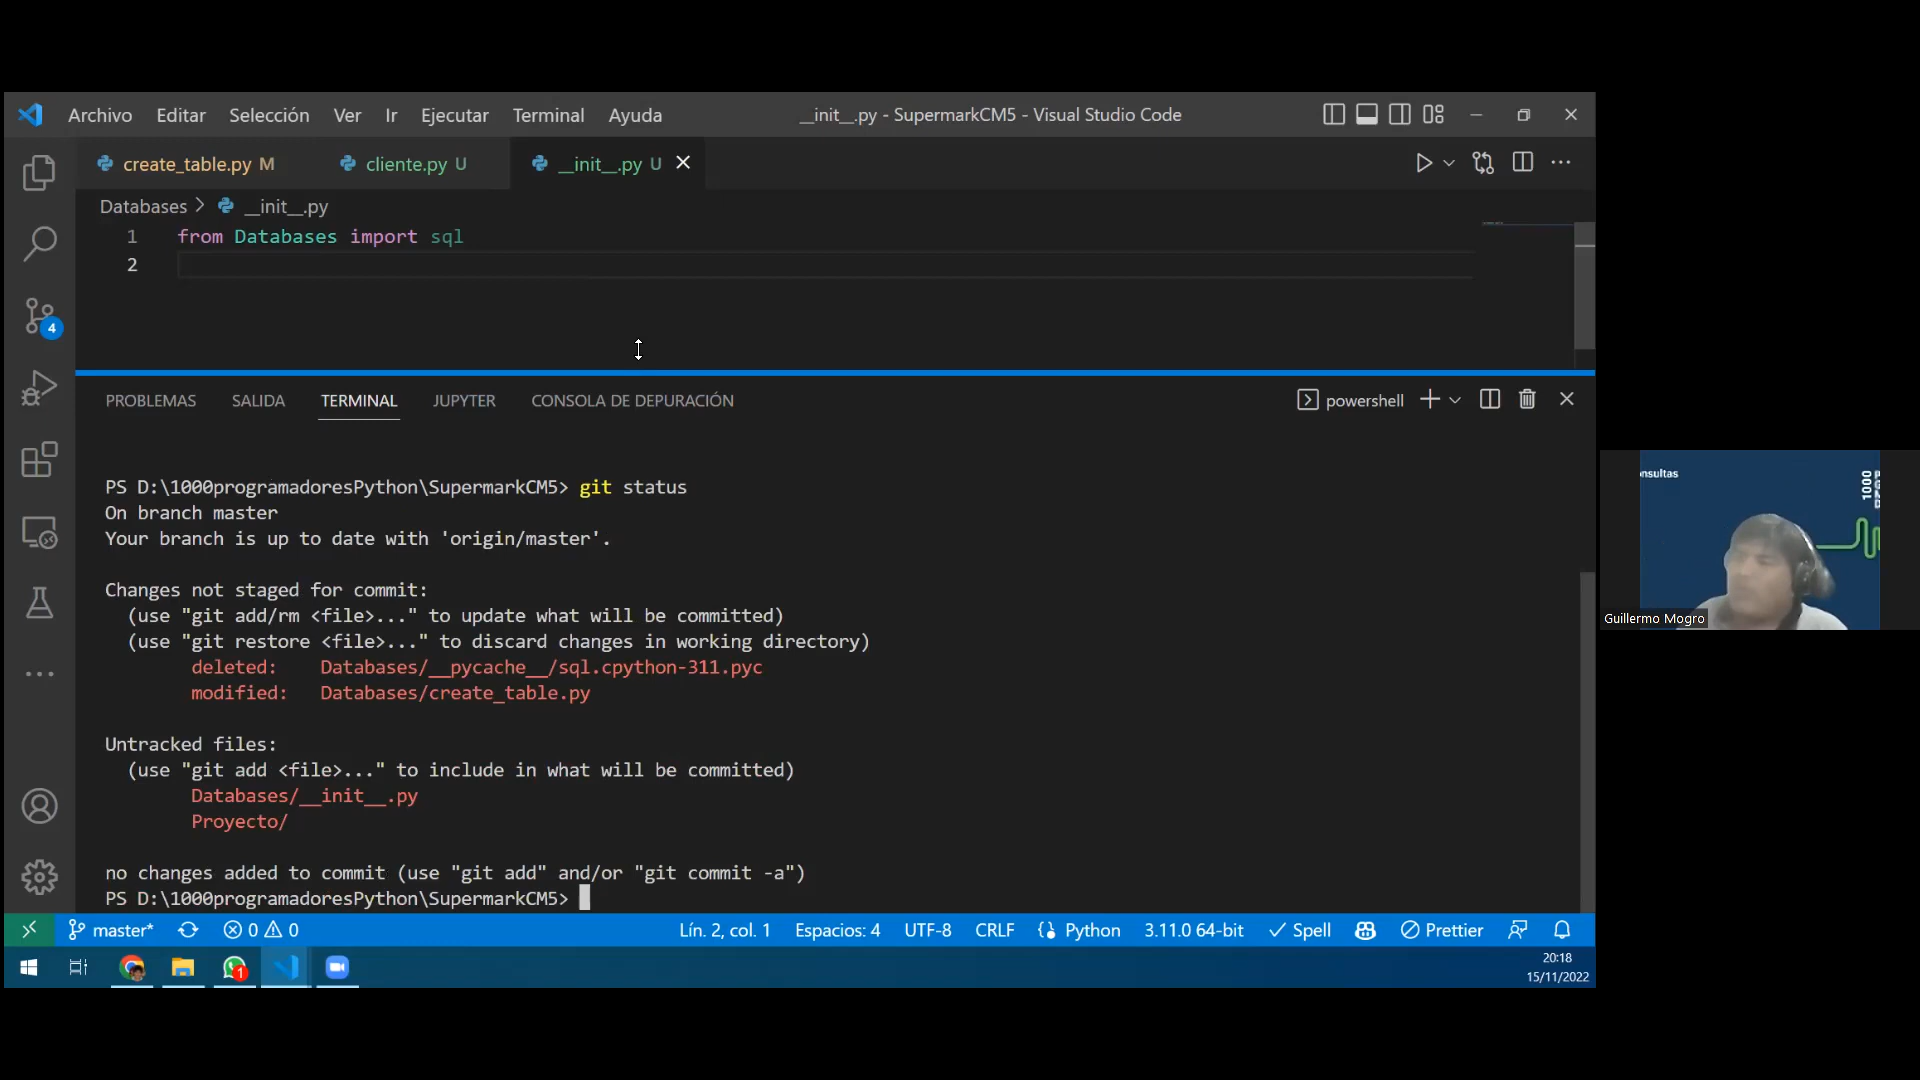 Archivo Editar Selección Ver Ir Ejecutar Terminal Ayuda __init__.py - SupermarkCM5 - Visual Studio Code
create_table.py M cliente.py U __init__.py U
Databases > __init__.py
1 from Databases import sql
2
4
PROBLEMAS SALIDA TERMINAL JUPYTER CONSOLA DE DEPURACIÓN powershell
PS D:\1000programadoresPython\SupermarkCM5> git status
On branch master
Your branch is up to date with 'origin/master'.
Changes not staged for commit:
(use "git add/rm <file>..." to update what will be committed)
(use "git restore <file>..." to discard changes in working directory)
deleted: Databases/__pycache__/sql.cpython-311.pyc
modified: Databases/create_table.py
Untracked files:
(use "git add <file>..." to include in what will be committed)
Databases/__init__.py
Proyecto/
no changes added to commit (use "git add" and/or "git commit -a")
PS D:\1000programadoresPython\SupermarkCM5>
master* 0 0 Lín. 2, col. 1 Espacios: 4 UTF-8 CRLF Python 3.11.0 64-bit Spell Prettier
1
20:18
15/11/2022
nsultas
1000
Guillermo Mogro